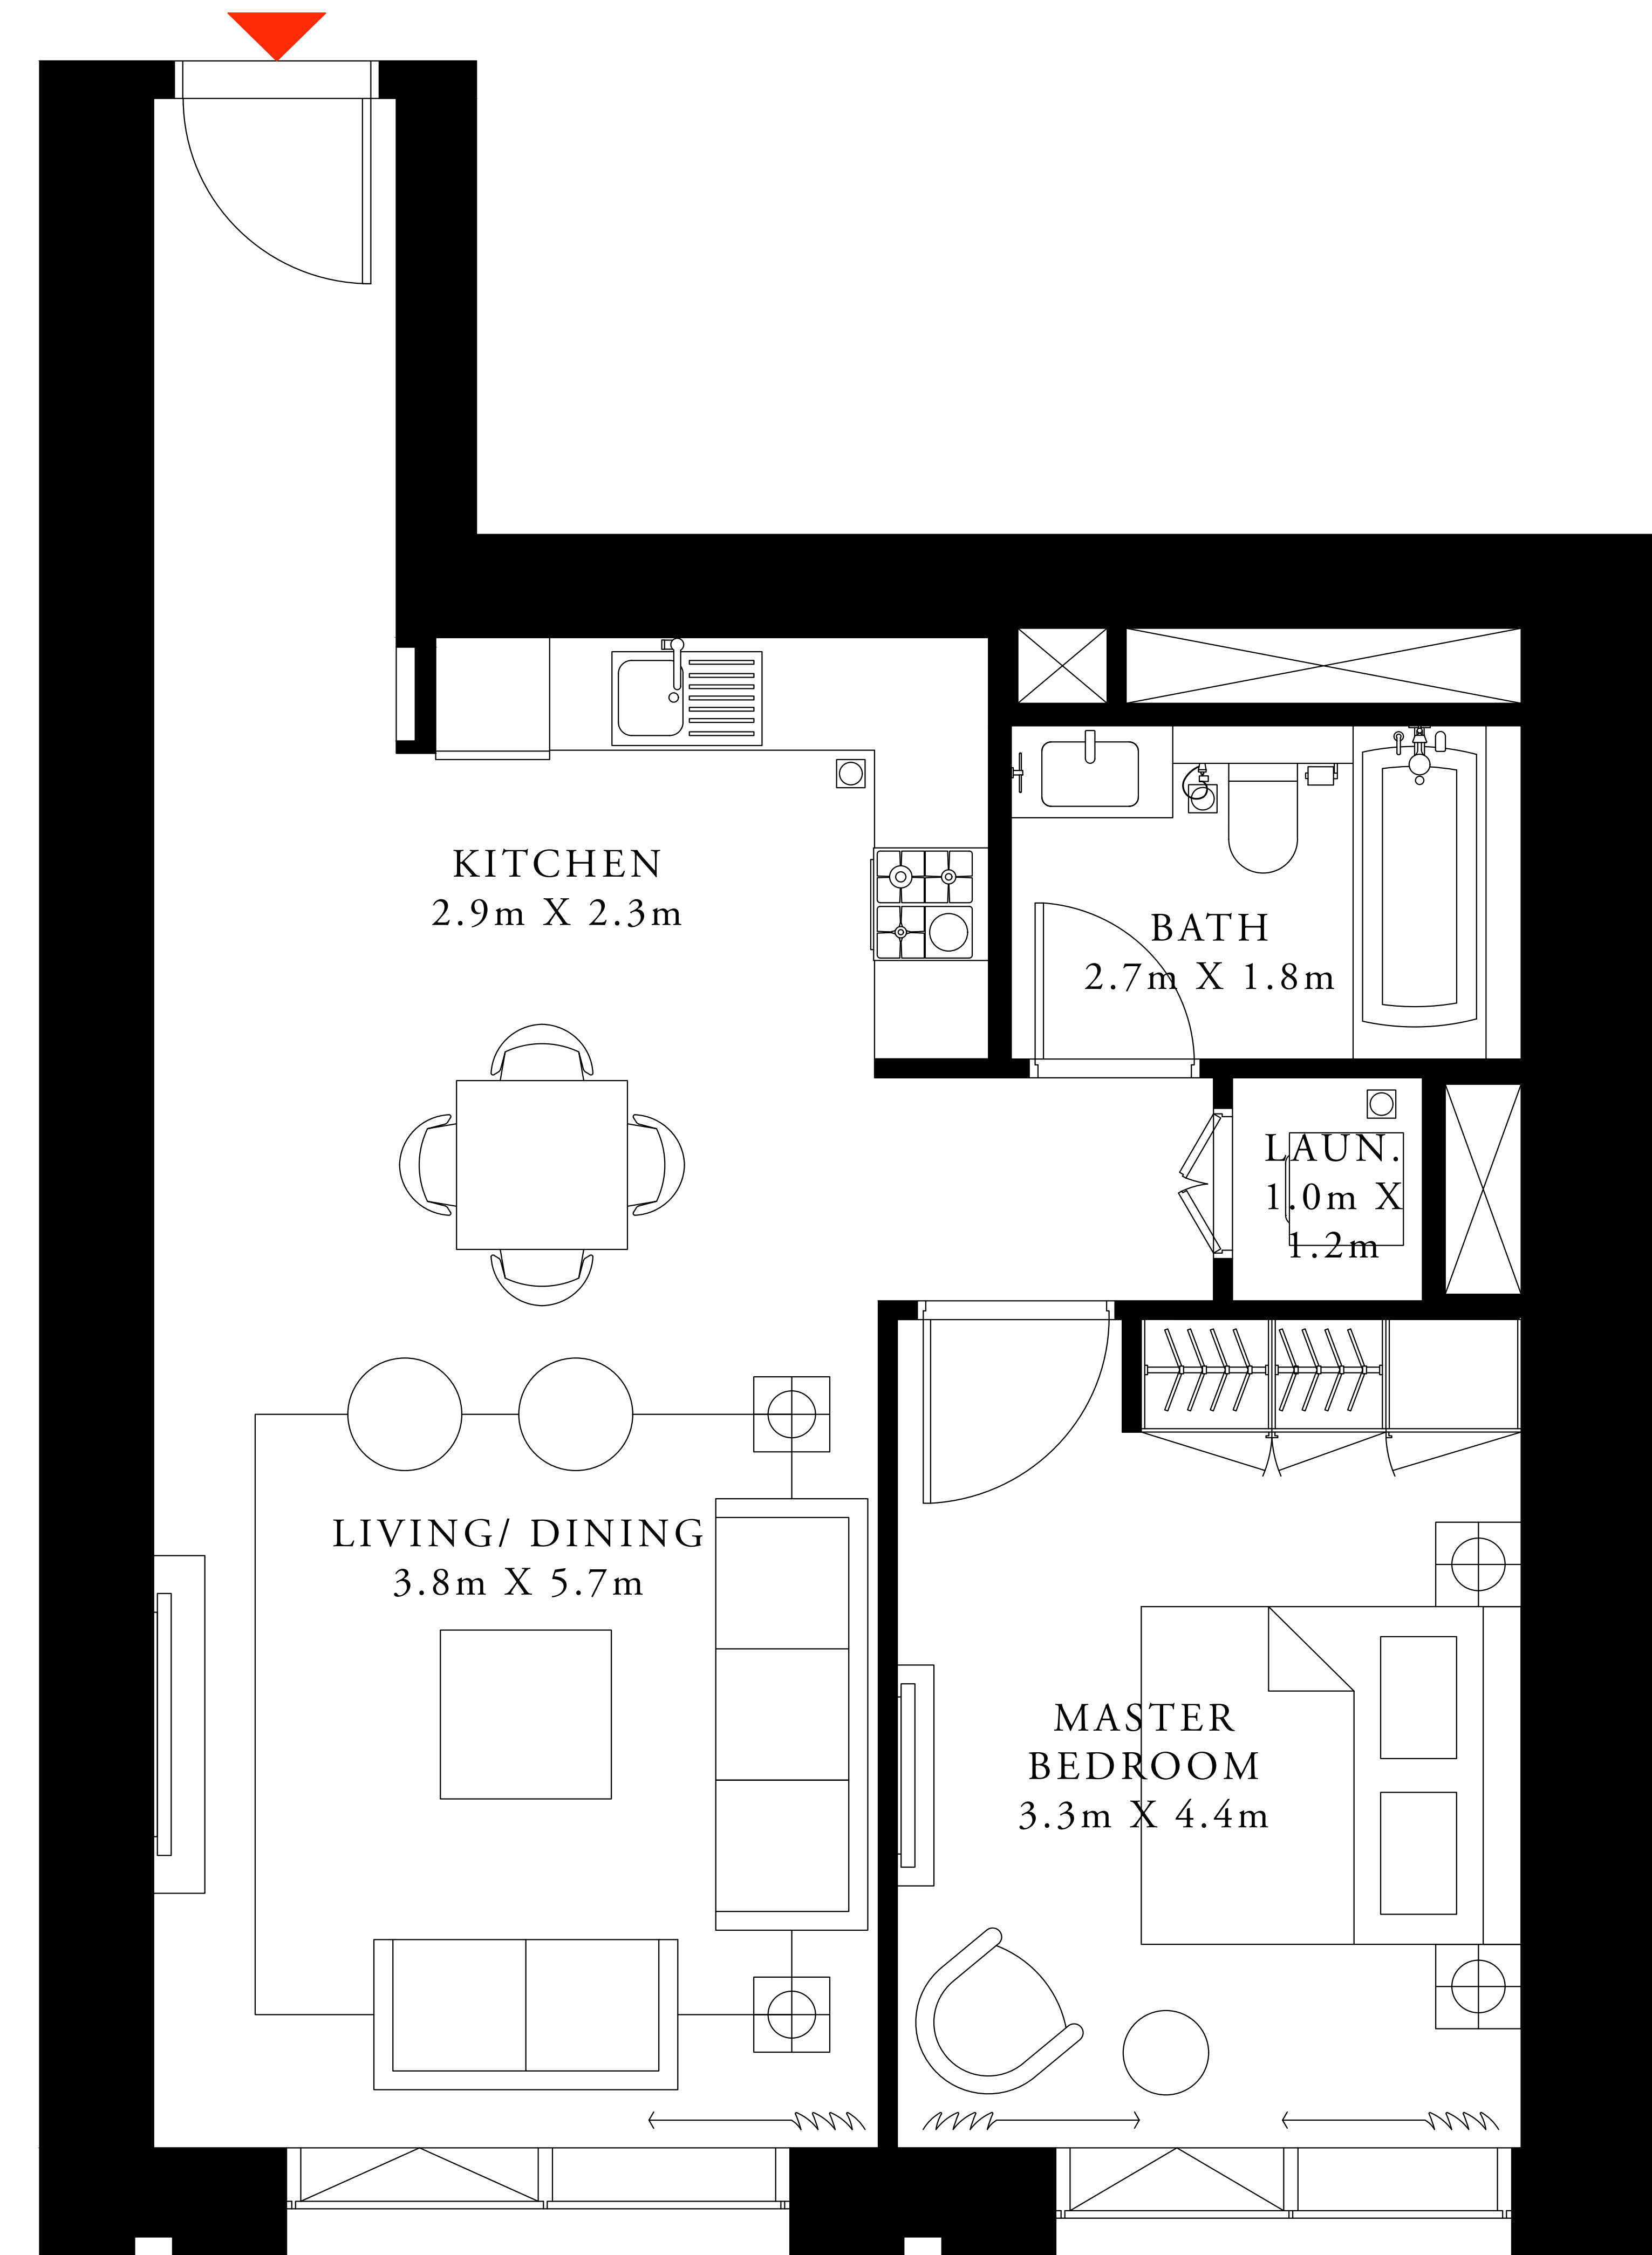 KITCHEN
2.9m X 2.3m
BATH
2.7m X 1.8m
LAUN.
1.0m X
1.2m
LIVING/ DINING
3.8m X 5.7m
MASTER
BEDROOM
3.3m X 4.4m